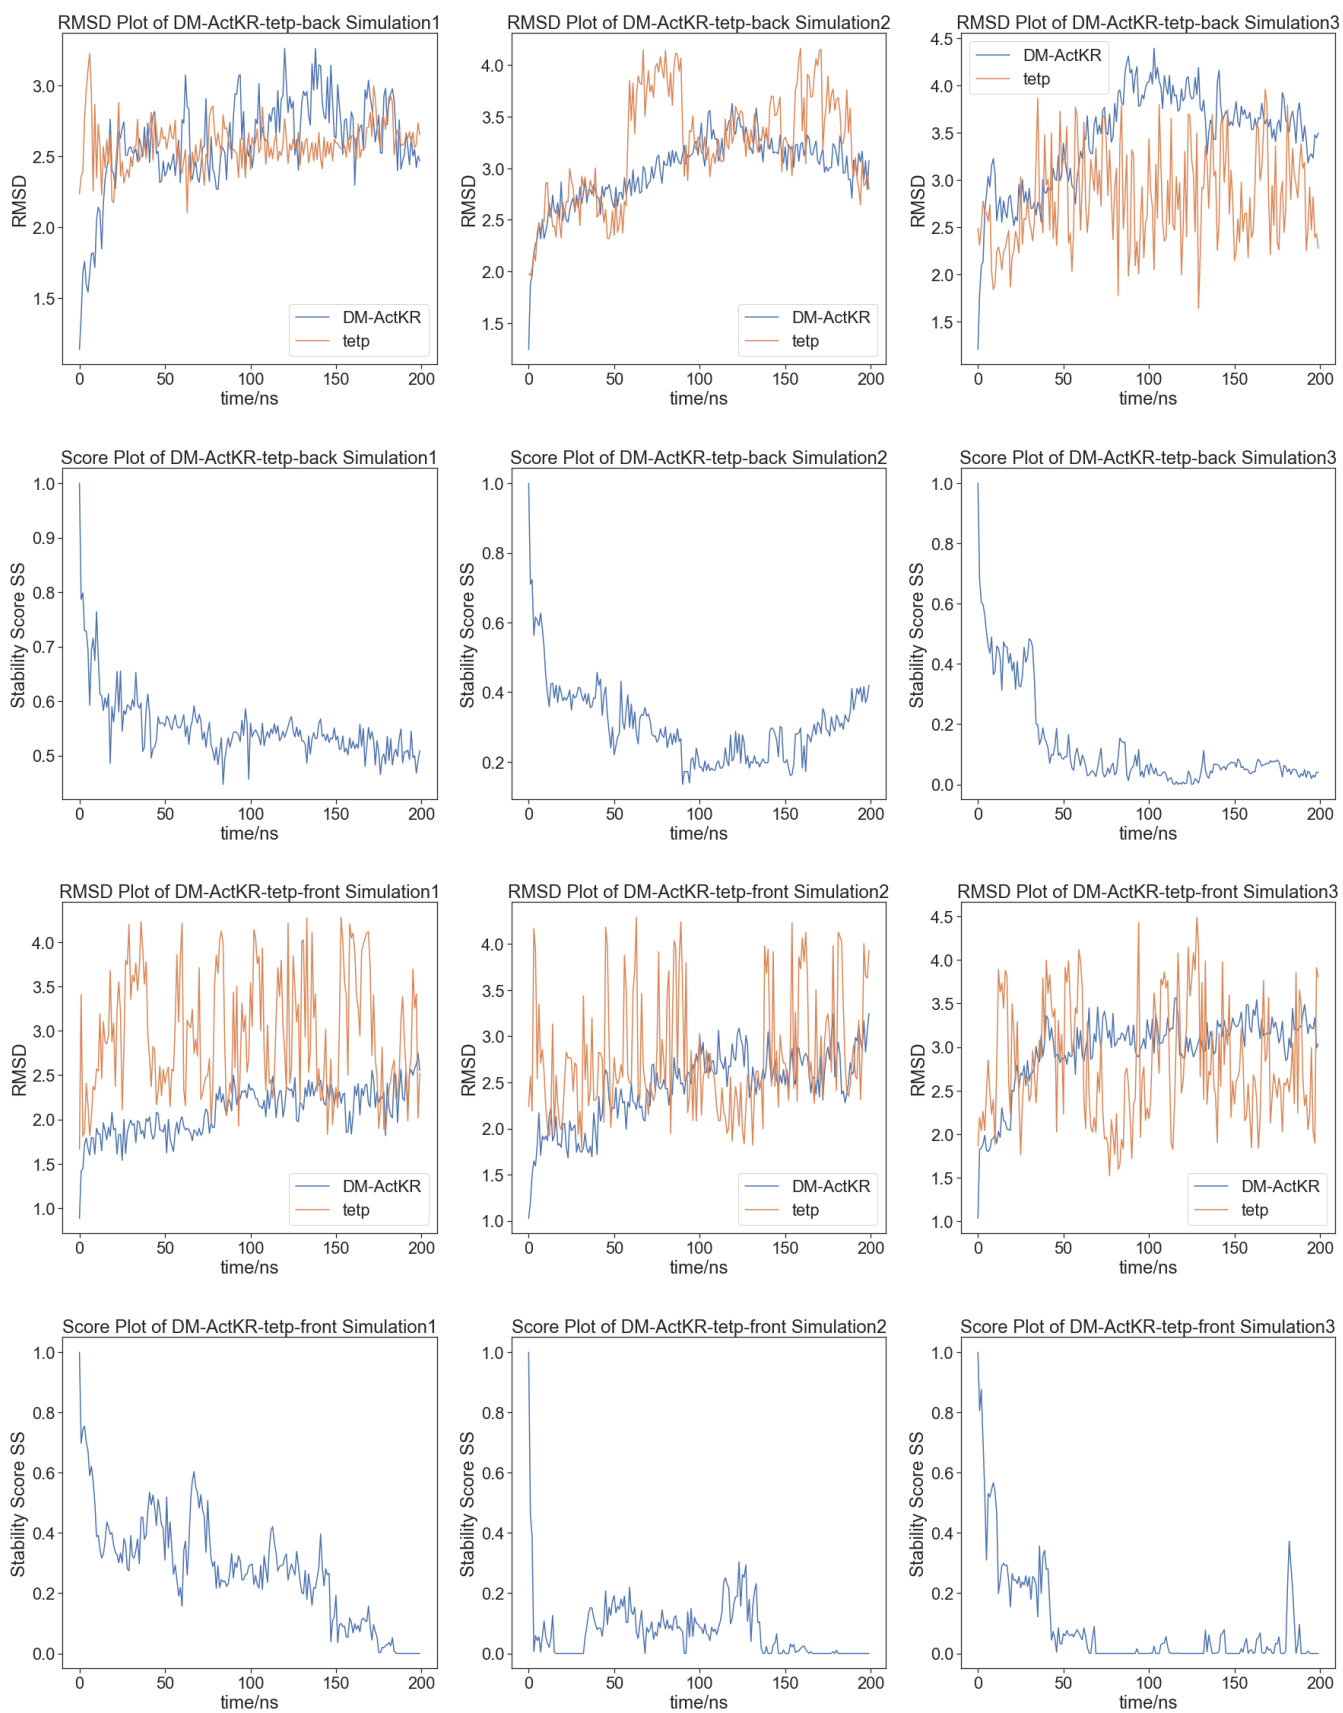 RMSD Plot of DM-ActKR-tetp-back Simulation1
RMSD
3.0
2.5
2.0
1.5
DM-ActKR
tetp
0 50 100 150 200
time/ns
RMSD Plot of DM-ActKR-tetp-back Simulation2
RMSD
4.0
3.5
3.0
2.5
2.0
1.5
DM-ActKR
tetp
0 50 100 150 200
time/ns
RMSD Plot of DM-ActKR-tetp-back Simulation3
RMSD
4.5
4.0
3.5
3.0
2.5
2.0
1.5
DM-ActKR
tetp
0 50 100 150 200
time/ns
Score Plot of DM-ActKR-tetp-back Simulation1
Stability Score SS
1.0
0.9
0.8
0.7
0.6
0.5
0 50 100 150 200
time/ns
Score Plot of DM-ActKR-tetp-back Simulation2
Stability Score SS
1.0
0.8
0.6
0.4
0.2
0 50 100 150 200
time/ns
Score Plot of DM-ActKR-tetp-back Simulation3
Stability Score SS
1.0
0.8
0.6
0.4
0.2
0.0
0 50 100 150 200
time/ns
RMSD Plot of DM-ActKR-tetp-front Simulation1
RMSD
4.0
3.5
3.0
2.5
2.0
1.5
1.0
DM-ActKR
tetp
0 50 100 150 200
time/ns
RMSD Plot of DM-ActKR-tetp-front Simulation2
RMSD
4.0
3.5
3.0
2.5
2.0
1.5
1.0
DM-ActKR
tetp
0 50 100 150 200
time/ns
RMSD Plot of DM-ActKR-tetp-front Simulation3
RMSD
4.5
4.0
3.5
3.0
2.5
2.0
1.5
1.0
DM-ActKR
tetp
0 50 100 150 200
time/ns
Score Plot of DM-ActKR-tetp-front Simulation1
Stability Score SS
1.0
0.8
0.6
0.4
0.2
0.0
0 50 100 150 200
time/ns
Score Plot of DM-ActKR-tetp-front Simulation2
Stability Score SS
1.0
0.8
0.6
0.4
0.2
0.0
0 50 100 150 200
time/ns
Score Plot of DM-ActKR-tetp-front Simulation3
Stability Score SS
1.0
0.8
0.6
0.4
0.2
0.0
0 50 100 150 200
time/ns